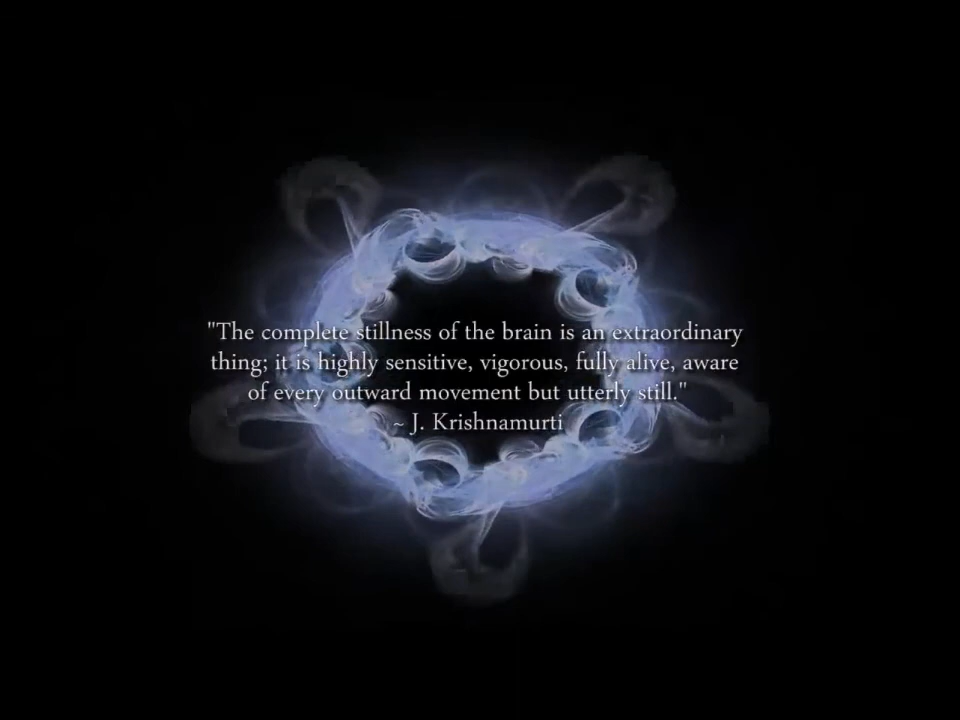 "The complete stillness of the brain is an extraordinary
thing; it is highly sensitive, vigorous, fully alive, aware
of every outward movement but utterly still."
~ J. Krishnamurti